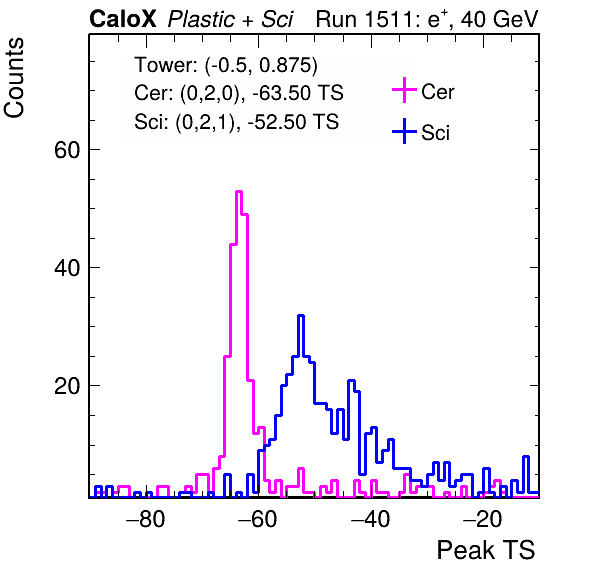 CaloX Plastic + Sci Run 1511: e⁺, 40 GeV
Counts
Tower: (-0.5, 0.875)
Cer: (0,2,0), -63.50 TS
Sci: (0,2,1), -52.50 TS
Cer
Sci
60
40
20
−80 −60 −40 −20
Peak TS